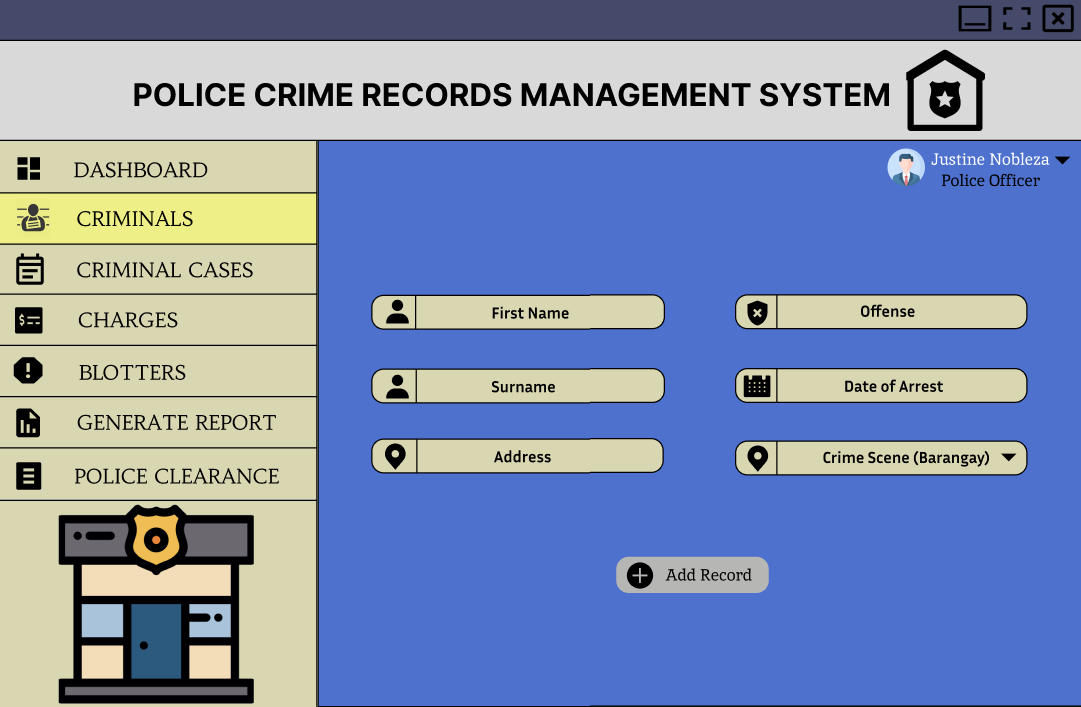 POLICE CRIME RECORDS MANAGEMENT SYSTEM
Justine Nobleza
Police Officer
DASHBOARD
CRIMINALS
CRIMINAL CASES
CHARGES
BLOTTERS
GENERATE REPORT
POLICE CLEARANCE
First Name
Offense
Surname
Date of Arrest
Address
Crime Scene (Barangay)
Add Record